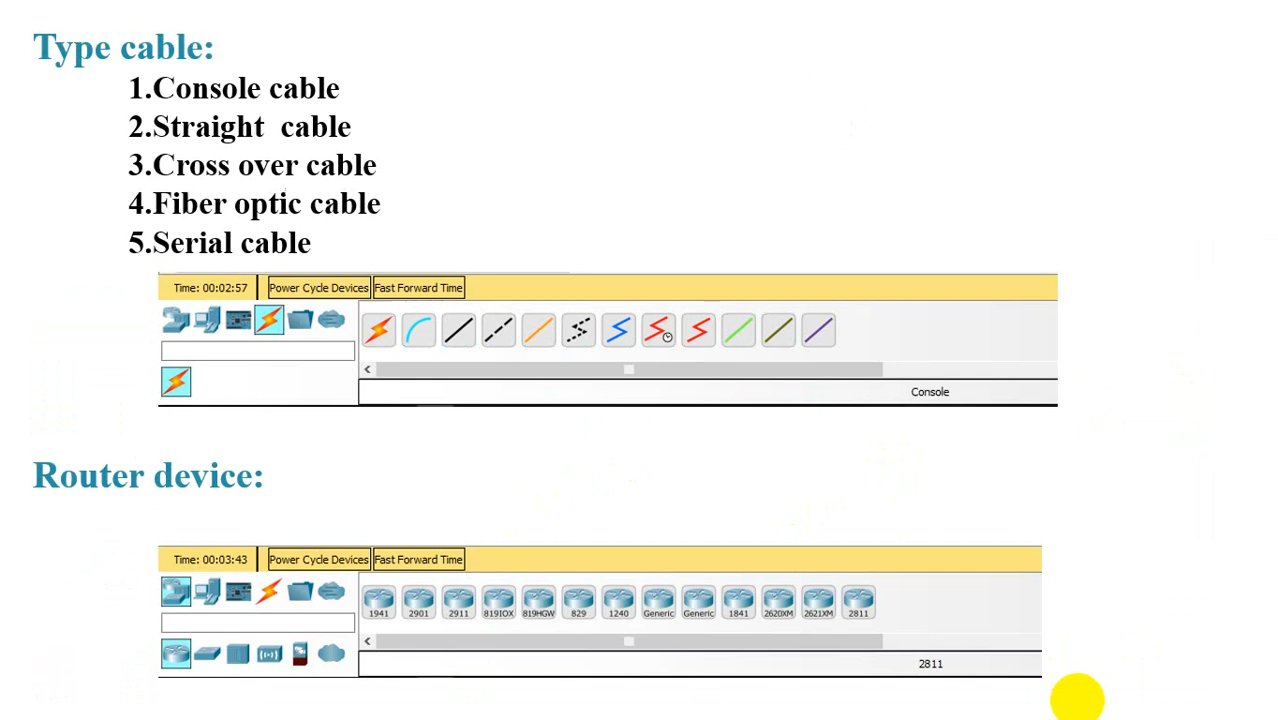 Type cable:
1.Console cable
2.Straight cable
3.Cross over cable
4.Fiber optic cable
5.Serial cable
Time: 00:02:57 Power Cycle Devices Fast Forward Time
Console
Router device:
Time: 00:03:43 Power Cycle Devices Fast Forward Time
1941 2901 2911 819IOX 819HGW 829 1240 Generic Generic 1841 2620XM 2621XM 2811
2811